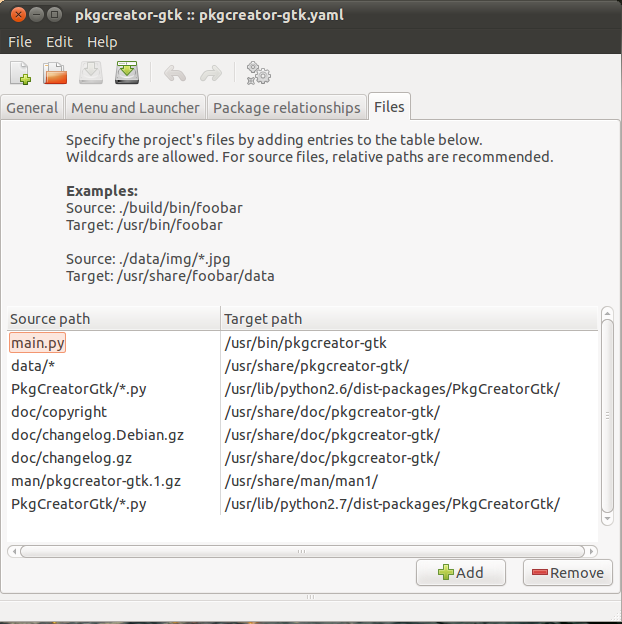 pkgcreator-gtk :: pkgcreator-gtk.yaml
File Edit Help
General Menu and Launcher Package relationships Files
Specify the project's files by adding entries to the table below.
Wildcards are allowed. For source files, relative paths are recommended.
Examples:
Source: ./build/bin/foobar
Target: /usr/bin/foobar
Source: ./data/img/*.jpg
Target: /usr/share/foobar/data
Source path Target path
main.py /usr/bin/pkgcreator-gtk
data/* /usr/share/pkgcreator-gtk/
PkgCreatorGtk/*.py /usr/lib/python2.6/dist-packages/PkgCreatorGtk/
doc/copyright /usr/share/doc/pkgcreator-gtk/
doc/changelog.Debian.gz /usr/share/doc/pkgcreator-gtk/
doc/changelog.gz /usr/share/doc/pkgcreator-gtk/
man/pkgcreator-gtk.1.gz /usr/share/man/man1/
PkgCreatorGtk/*.py /usr/lib/python2.7/dist-packages/PkgCreatorGtk/
Add Remove